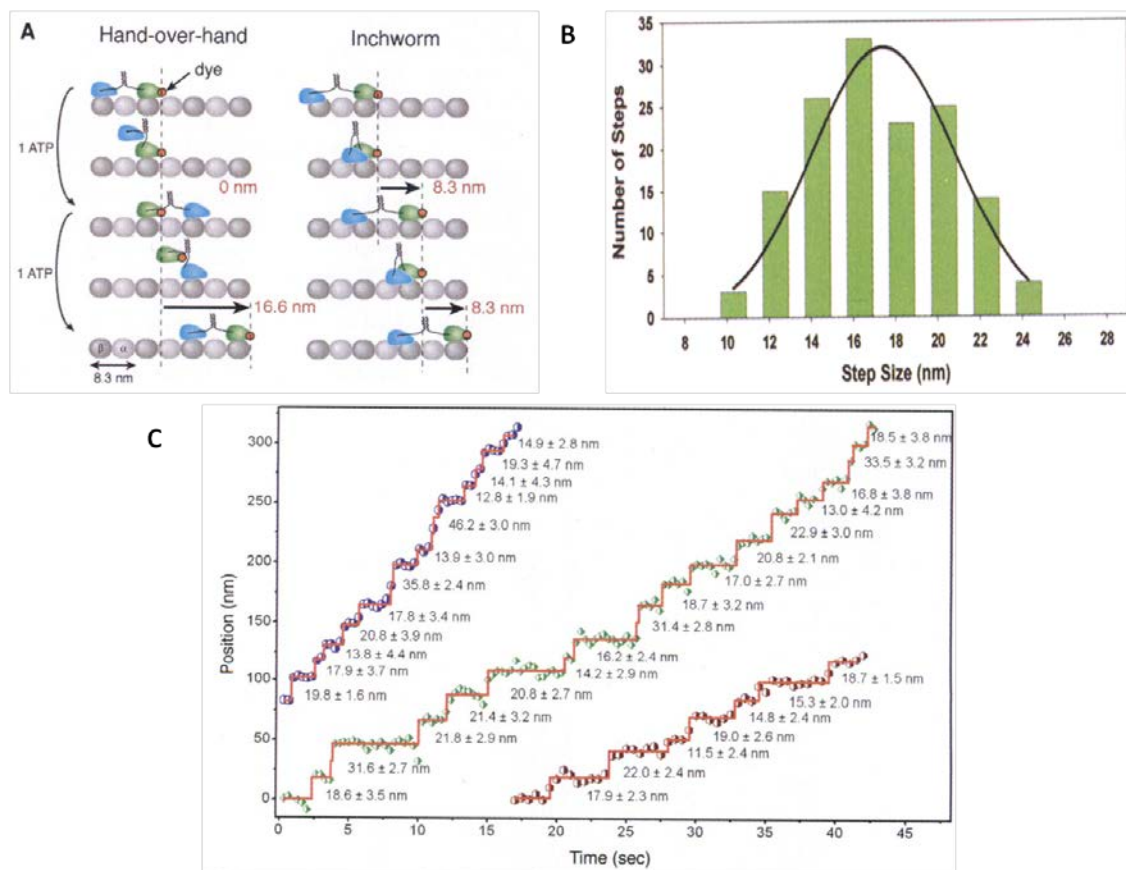 A
Hand-over-hand
Inchworm
dye
1 ATP
0 nm
8.3 nm
1 ATP
16.6 nm
8.3 nm
β α
8.3 nm
B
Number of Steps
35
30
25
20
15
10
5
0
8 10 12 14 16 18 20 22 24 26 28
Step Size (nm)
C
Position (nm)
300
250
200
150
100
50
0
14.9 ± 2.8 nm
19.3 ± 4.7 nm
14.1 ± 4.3 nm
12.8 ± 1.9 nm
46.2 ± 3.0 nm
13.9 ± 3.0 nm
35.8 ± 2.4 nm
17.8 ± 3.4 nm
20.8 ± 3.9 nm
13.8 ± 4.4 nm
17.9 ± 3.7 nm
19.8 ± 1.6 nm
18.5 ± 3.8 nm
33.5 ± 3.2 nm
16.8 ± 3.8 nm
13.0 ± 4.2 nm
22.9 ± 3.0 nm
20.8 ± 2.1 nm
17.0 ± 2.7 nm
18.7 ± 3.2 nm
31.4 ± 2.8 nm
16.2 ± 2.4 nm
14.2 ± 2.9 nm
20.8 ± 2.7 nm
21.4 ± 3.2 nm
21.8 ± 2.9 nm
31.6 ± 2.7 nm
18.6 ± 3.5 nm
18.7 ± 1.5 nm
15.3 ± 2.0 nm
14.8 ± 2.4 nm
19.0 ± 2.6 nm
11.5 ± 2.4 nm
22.0 ± 2.4 nm
17.9 ± 2.3 nm
0 5 10 15 20 25 30 35 40 45
Time (sec)